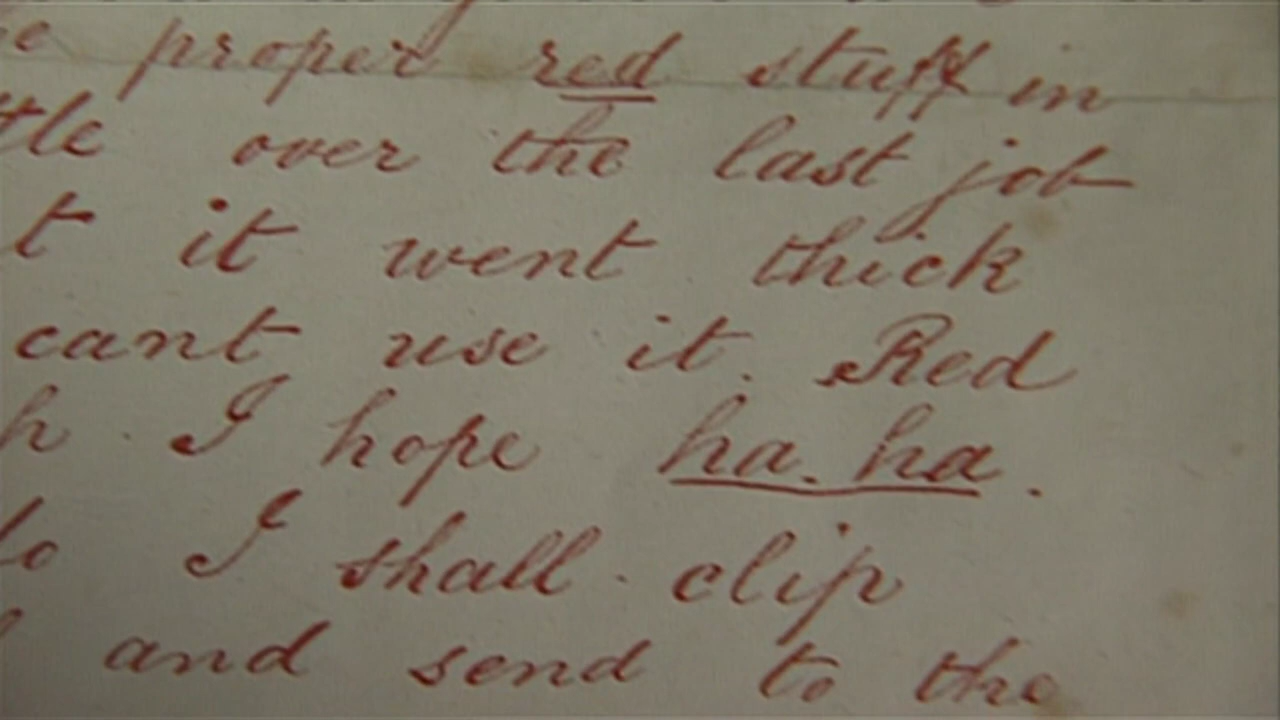 proper red stuff in
over the last job
it went thick
cant use it. Red
I hope ha. ha.
I shall clip
and send to the